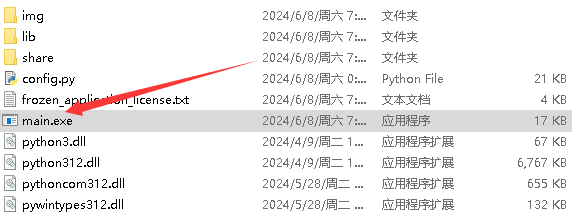 img 2024/6/8/周六 7:... 文件夹
lib 2024/6/8/周六 7:... 文件夹
share 2024/6/8/周六 7:... 文件夹
config.py 2024/6/8/周六 0:... Python File 21 KB
frozen_application_license.txt 2024/6/8/周六 7:... 文本文档 4 KB
main.exe 2024/6/8/周六 7:... 应用程序 17 KB
python3.dll 2024/4/9/周二 1... 应用程序扩展 67 KB
python312.dll 2024/4/9/周二 1... 应用程序扩展 6,767 KB
pythoncom312.dll 2024/5/28/周二 ... 应用程序扩展 655 KB
pywintypes312.dll 2024/5/28/周二 ... 应用程序扩展 132 KB